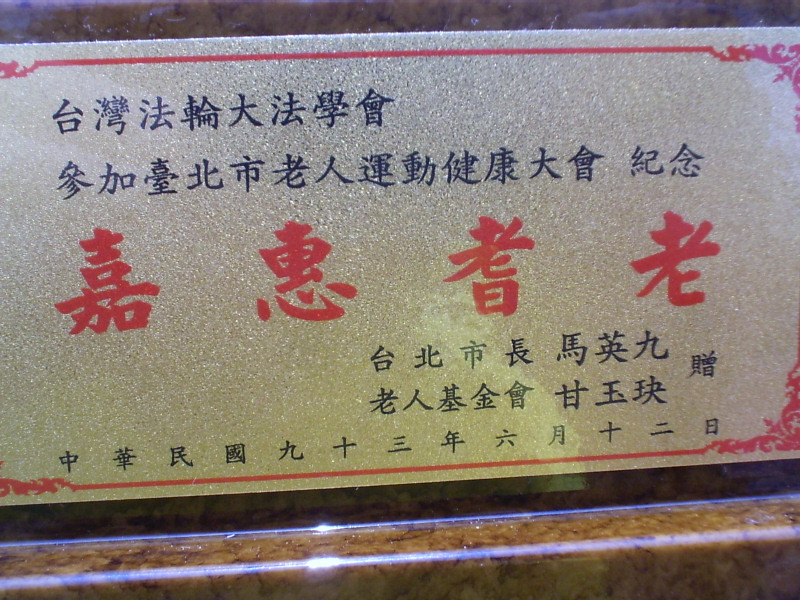 台灣法輪大法學會
參加臺北市老人運動健康大會 紀念
嘉惠耆老
台北市長 馬英九 贈
老人基金會 甘玉玦
中華民國九十三年六月十二日